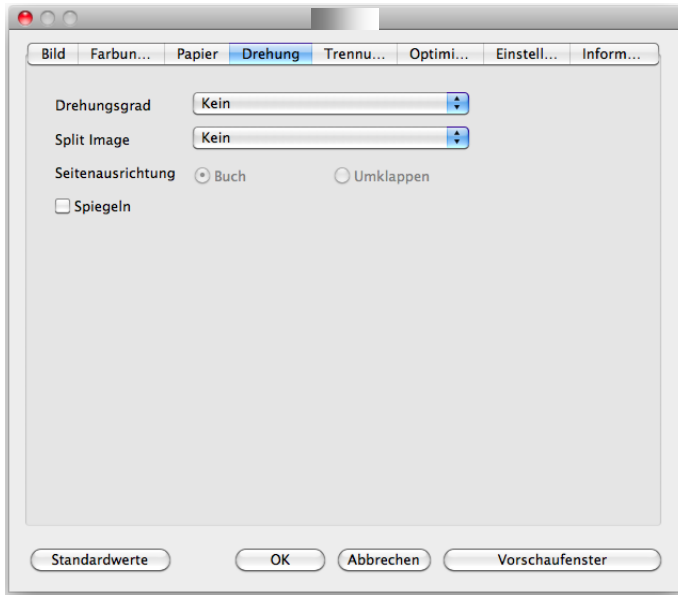 Bild Farbun... Papier Drehung Trennu... Optimi... Einstell... Inform...
Drehungsgrad Kein
Split Image Kein
Seitenausrichtung Buch Umklappen
Spiegeln
Standardwerte OK Abbrechen Vorschaufenster